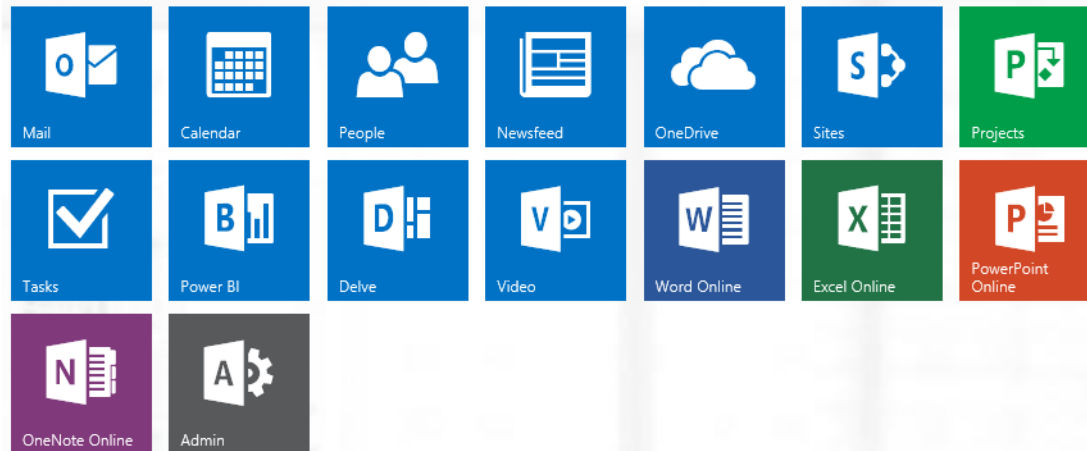 O
S
P
Mail
Calendar
People
Newsfeed
OneDrive
Sites
Projects
B
D
V
W
X
P
Tasks
Power BI
Delve
Video
Word Online
Excel Online
PowerPoint
Online
N
A
OneNote Online
Admin